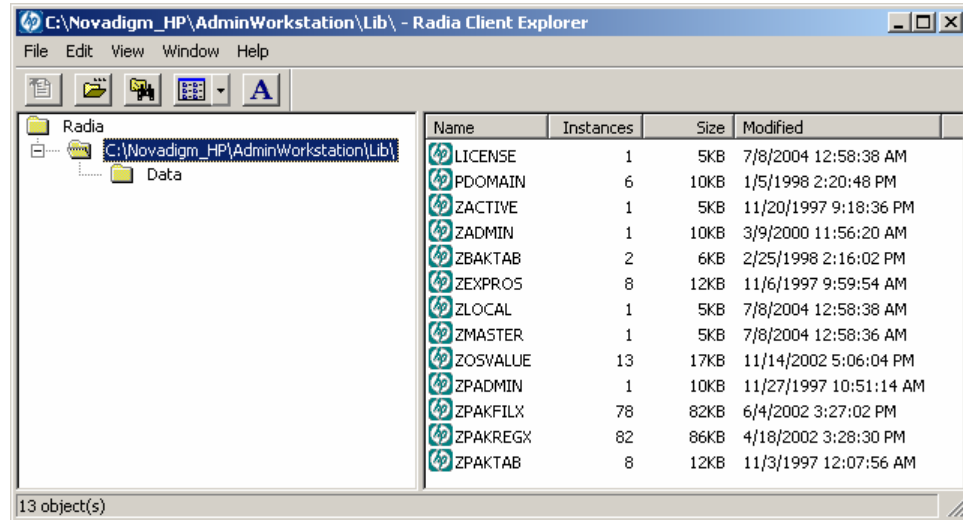 C:\Novadigm_HP\AdminWorkstation\Lib\ - Radia Client Explorer
File Edit View Window Help
A
Radia
C:\Novadigm_HP\AdminWorkstation\Lib\
Data
Name Instances Size Modified
LICENSE 1 5KB 7/8/2004 12:58:38 AM
PDOMAIN 6 10KB 1/5/1998 2:20:48 PM
ZACTIVE 1 5KB 11/20/1997 9:18:36 PM
ZADMIN 1 10KB 3/9/2000 11:56:20 AM
ZBAKTAB 2 6KB 2/25/1998 2:16:02 PM
ZEXPROS 8 12KB 11/6/1997 9:59:54 AM
ZLOCAL 1 5KB 7/8/2004 12:58:38 AM
ZMASTER 1 5KB 7/8/2004 12:58:36 AM
ZOSVALUE 13 17KB 11/14/2002 5:06:04 PM
ZPADMIN 1 10KB 11/27/1997 10:51:14 AM
ZPAKFILX 78 82KB 6/4/2002 3:27:02 PM
ZPAKREGX 82 86KB 4/18/2002 3:28:30 PM
ZPAKTAB 8 12KB 11/3/1997 12:07:56 AM
13 object(s)